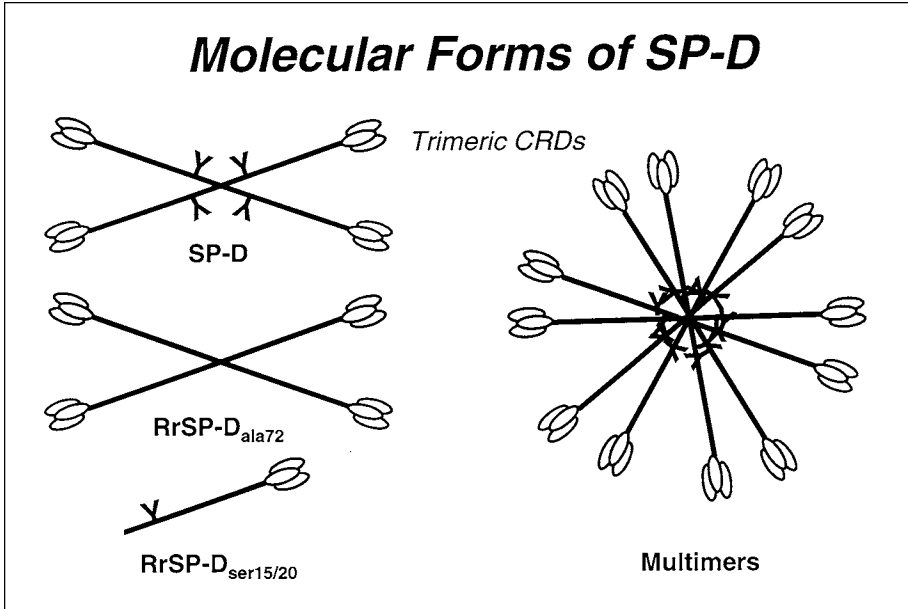 Molecular Forms of SP-D
Trimeric CRDs
SP-D
RrSP-Dala72
RrSP-Dser15/20
Multimers